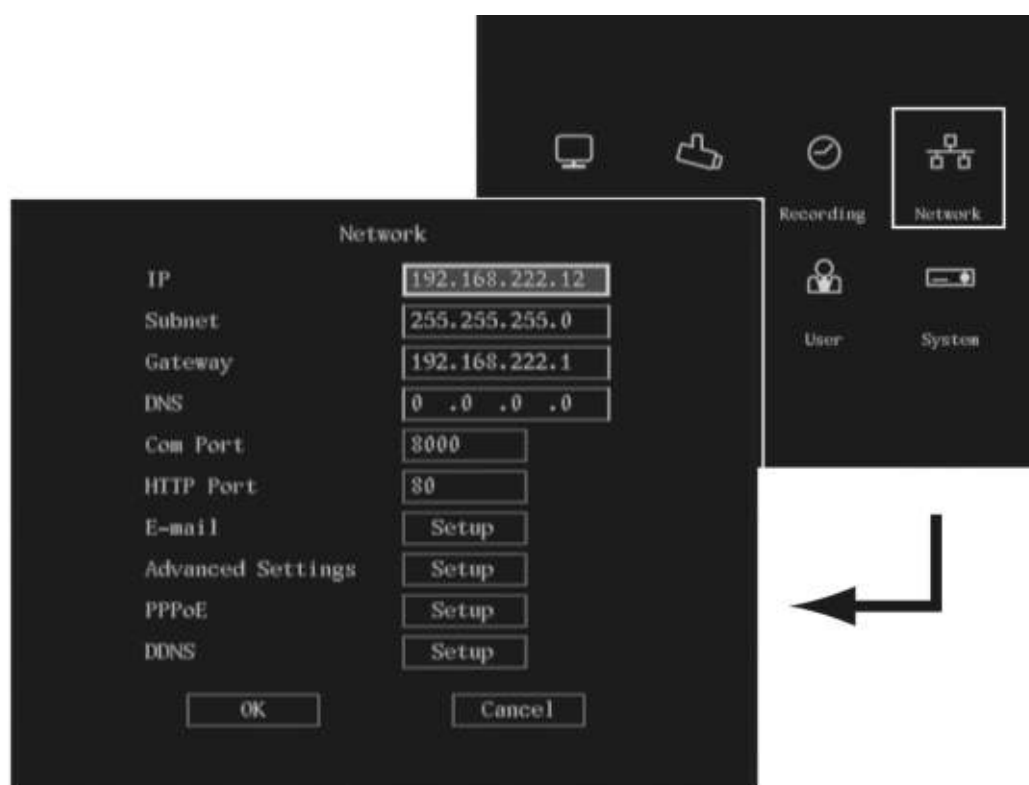 Recording Network
User System
Network
IP 192.168.222.12
Subnet 255.255.255.0
Gateway 192.168.222.1
DNS 0 .0 .0 .0
Com Port 8000
HTTP Port 80
E-mail Setup
Advanced Settings Setup
PPPoE Setup
DDNS Setup
OK Cancel